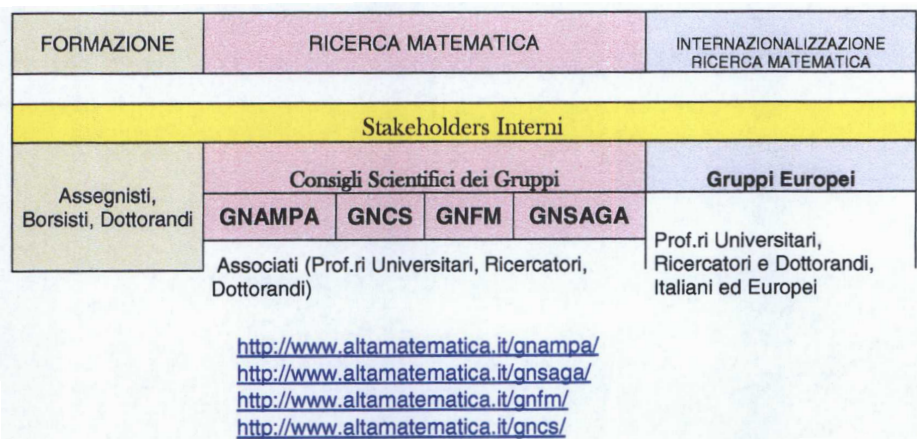 FORMAZIONE
RICERCA MATEMATICA
INTERNAZIONALIZZAZIONE
RICERCA MATEMATICA
Stakeholders Interni
Assegnisti,
Borsisti, Dottorandi
Consigli Scientifici dei Gruppi
GNAMPA GNCS GNFM GNSAGA
Associati (Prof.ri Universitari, Ricercatori,
Dottorandi)
Gruppi Europei
Prof.ri Universitari,
Ricercatori e Dottorandi,
Italiani ed Europei
http://www.altamatematica.it/gnampa/
http://www.altamatematica.it/gnsaga/
http://www.altamatematica.it/gnfm/
http://www.altamatematica.it/gncs/